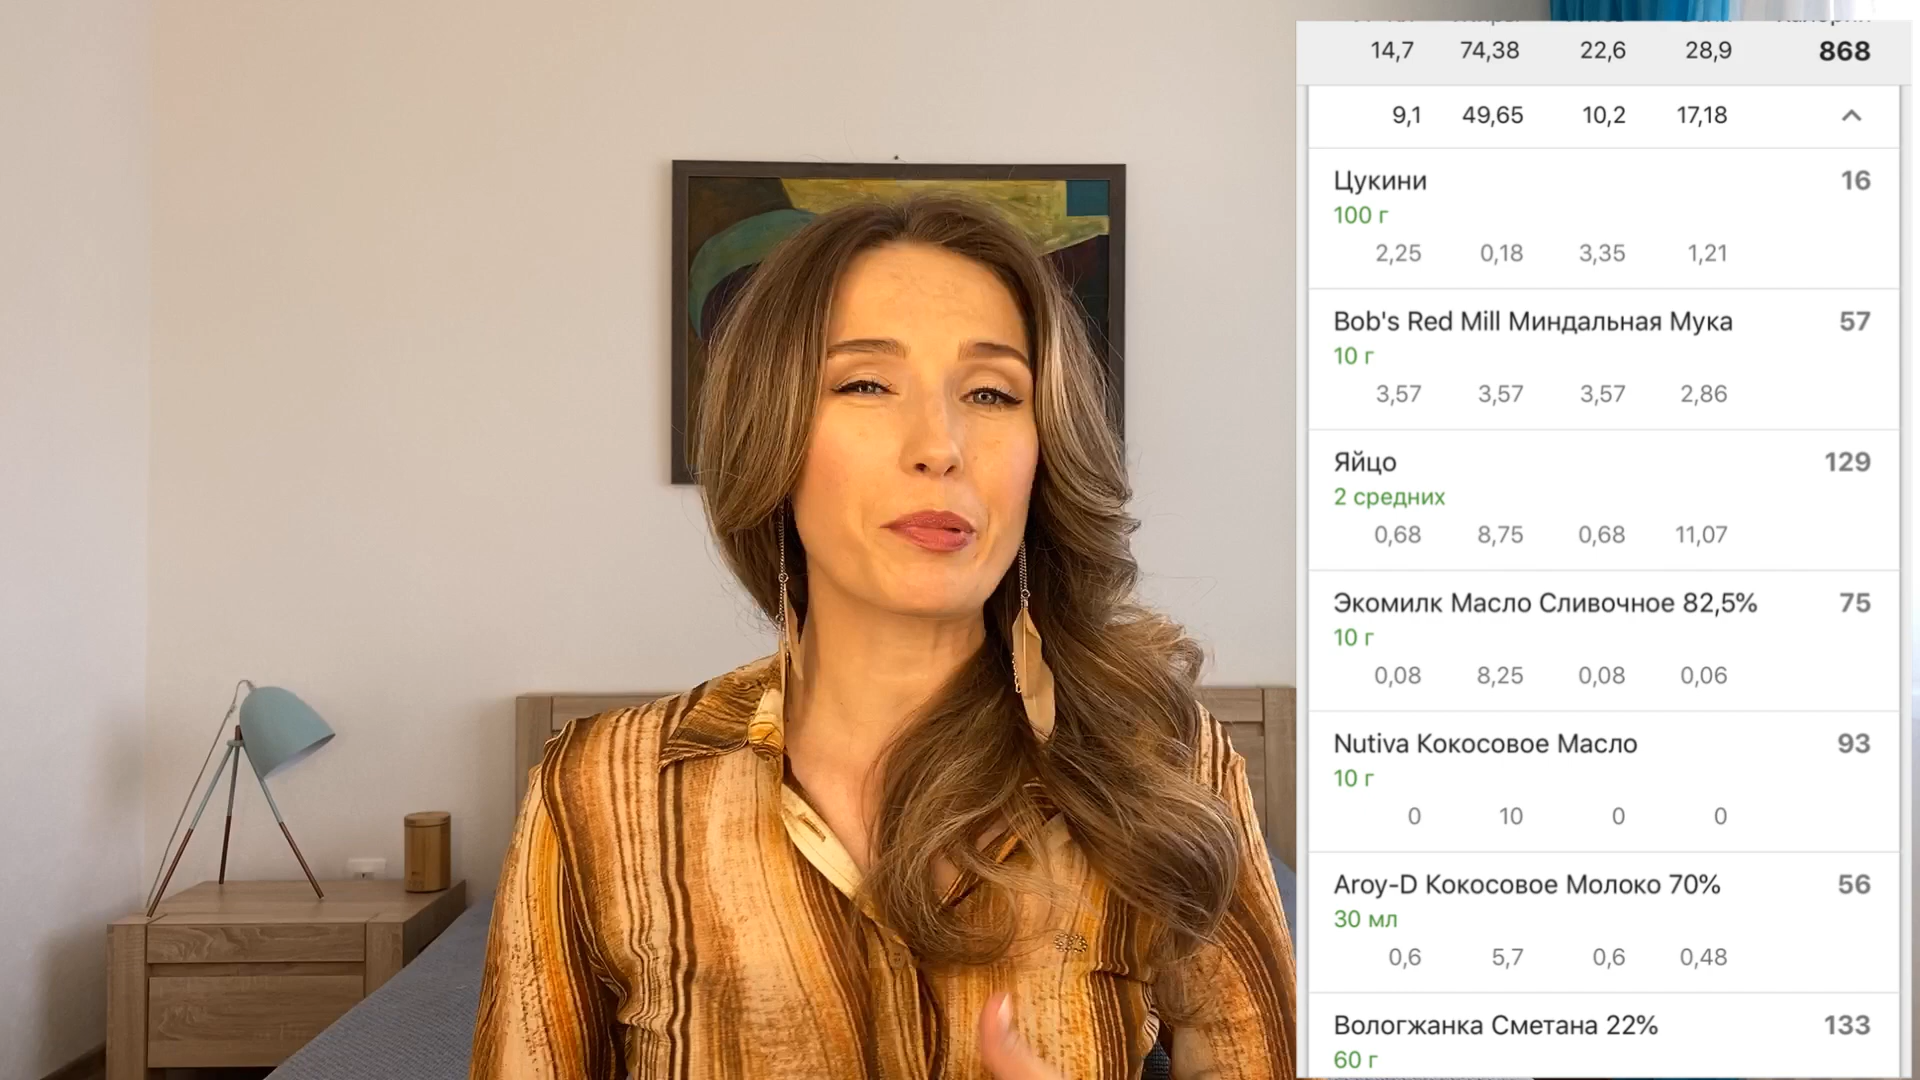 14,7 74,38 22,6 28,9 868
9,1 49,65 10,2 17,18
Цукини 16
100 г
2,25 0,18 3,35 1,21
Bob's Red Mill Миндальная Мука 57
10 г
3,57 3,57 3,57 2,86
Яйцо 129
2 средних
0,68 8,75 0,68 11,07
Экомилк Масло Сливочное 82,5% 75
10 г
0,08 8,25 0,08 0,06
Nutiva Кокосовое Масло 93
10 г
0 10 0 0
Aroy-D Кокосовое Молоко 70% 56
30 мл
0,6 5,7 0,6 0,48
Вологжанка Сметана 22% 133
60 г